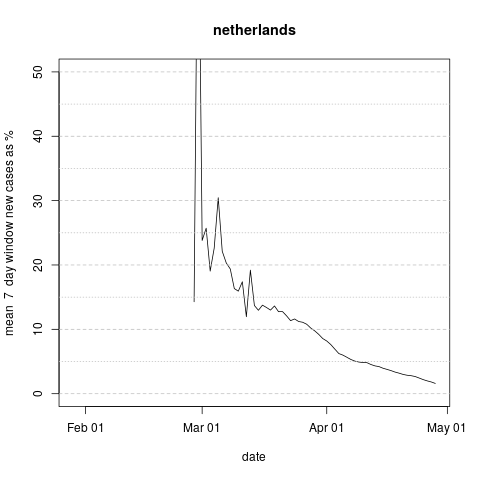 netherlands
mean 7 day window new cases as %
50
40
30
20
10
0
Feb 01
Mar 01
Apr 01
May 01
date